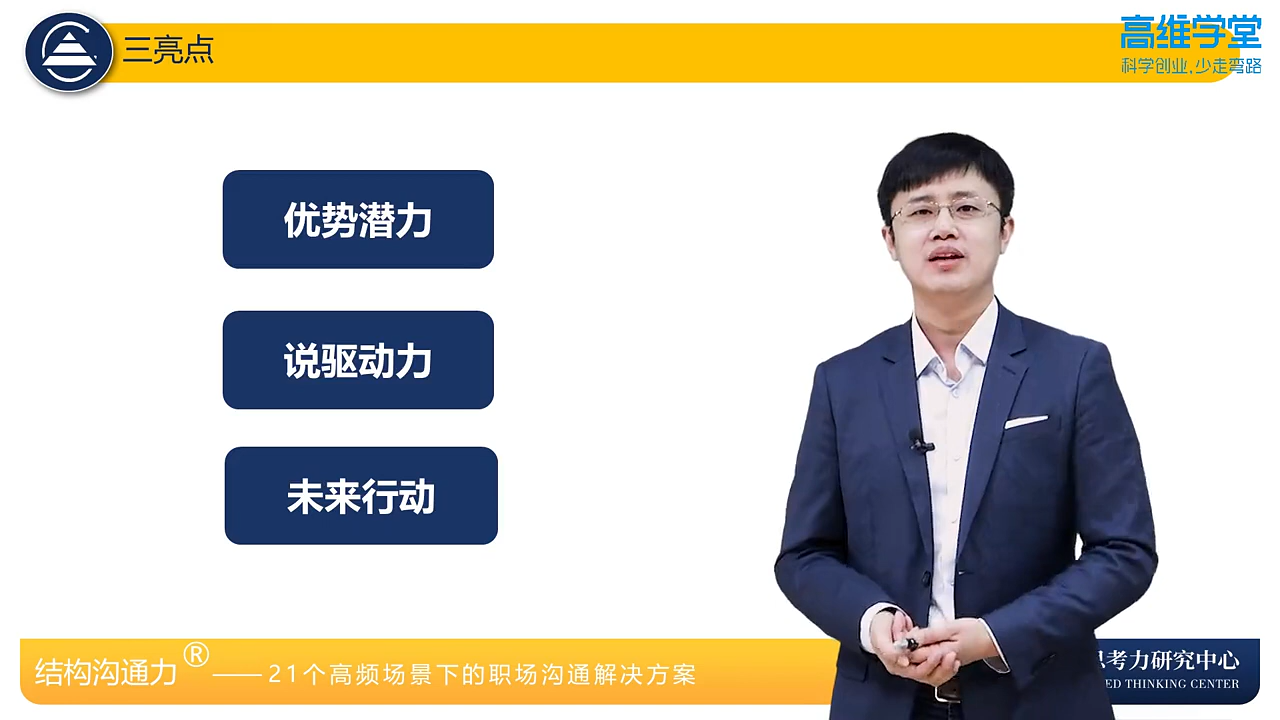 三亮点
高维学堂
科学创业,少走弯路
优势潜力
说驱动力
未来行动
结构沟通力®——21个高频场景下的职场沟通解决方案
考力研究中心
THINKING CENTER